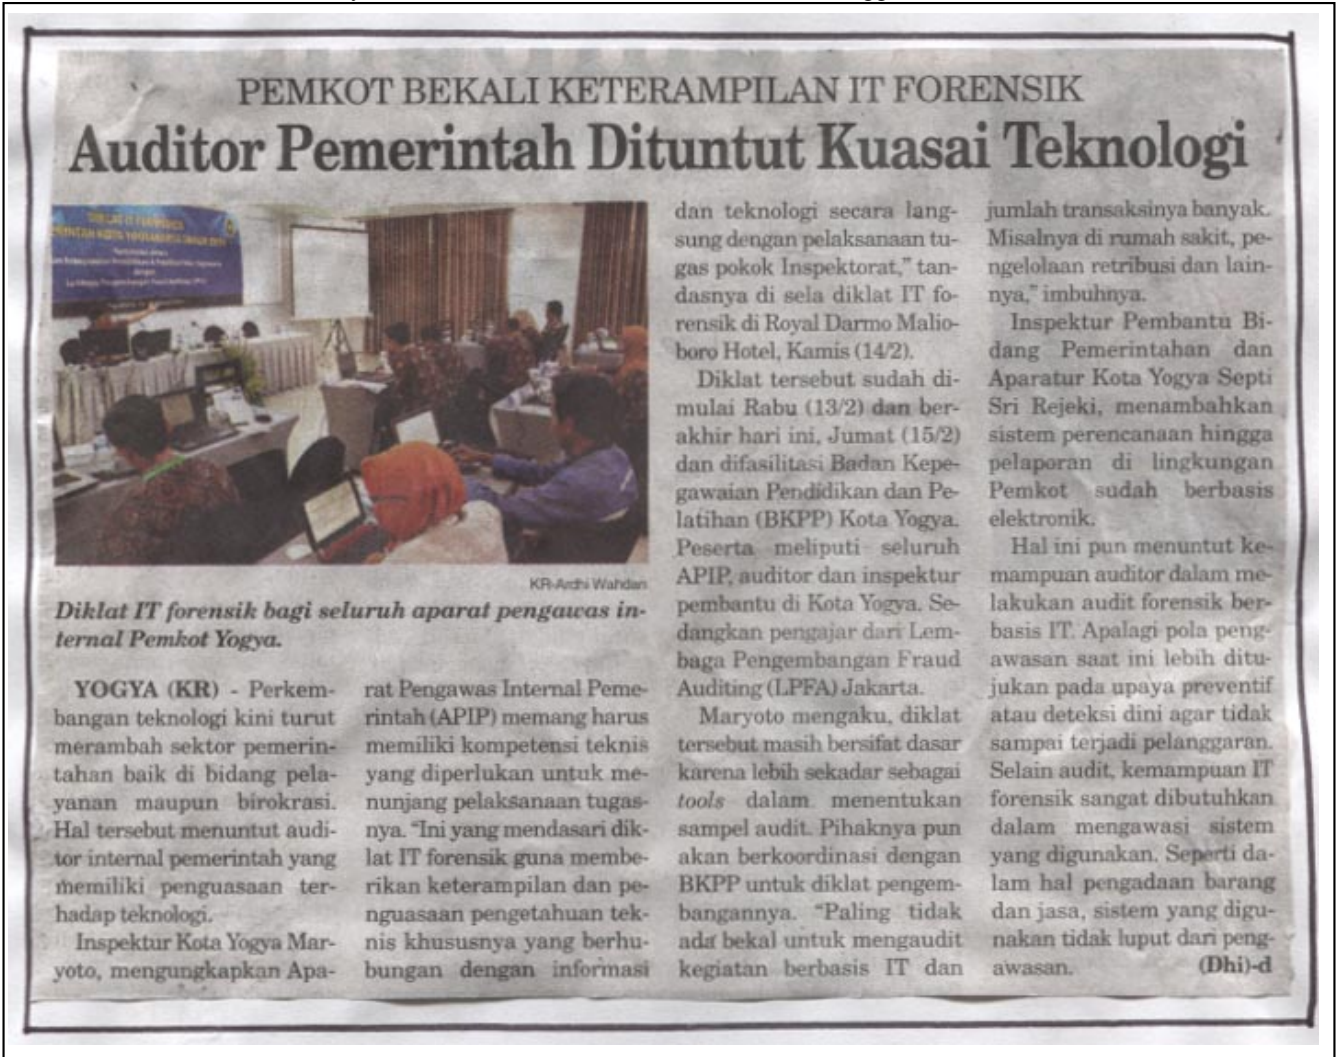 PEMKOT BEKALI KETERAMPILAN IT FORENSIK
Auditor Pemerintah Dituntut Kuasai Teknologi
KR-Ardhi Wahdan
Diklat IT forensik bagi seluruh aparat pengawas in-
ternal Pemkot Yogya.
YOGYA (KR) - Perkem-
bangan teknologi kini turut
merambah sektor pemerin-
tahan baik di bidang pela-
yanan maupun birokrasi.
Hal tersebut menuntut audi-
tor internal pemerintah yang
memiliki penguasaan ter-
hadap teknologi.
Inspektur Kota Yogya Mar-
yoto, mengungkapkan Apa-
rat Pengawas Internal Peme-
rintah (APIP) memang harus
memiliki kompetensi teknis
yang diperlukan untuk me-
nunjang pelaksanaan tugas-
nya. "Ini yang mendasari dik-
lat IT forensik guna membe-
rikan keterampilan dan pe-
nguasaan pengetahuan tek-
nis khususnya yang berhu-
bungan dengan informasi
dan teknologi secara lang-
sung dengan pelaksanaan tu-
gas pokok Inspektorat," tan-
dasnya di sela diklat IT fo-
rensik di Royal Darmo Malio-
boro Hotel, Kamis (14/2).
Diklat tersebut sudah di-
mulai Rabu (13/2) dan ber-
akhir hari ini, Jumat (15/2)
dan difasilitasi Badan Kepe-
gawaian Pendidikan dan Pe-
latihan (BKPP) Kota Yogya.
Peserta meliputi seluruh
APIP, auditor dan inspektur
pembantu di Kota Yogya. Se-
dangkan pengajar dari Lem-
baga Pengembangan Fraud
Auditing (LPFA) Jakarta.
Maryoto mengaku, diklat
tersebut masih bersifat dasar
karena lebih sekadar sebagai
tools dalam menentukan
sampel audit. Pihaknya pun
akan berkoordinasi dengan
BKPP untuk diklat pengem-
bangannya. "Paling tidak
ada bekal untuk mengaudit
kegiatan berbasis IT dan
jumlah transaksinya banyak.
Misalnya di rumah sakit, pe-
ngelolaan retribusi dan lain-
nya," imbuhnya.
Inspektur Pembantu Bi-
dang Pemerintahan dan
Aparatur Kota Yogya Septi
Sri Rejeki, menambahkan
sistem perencanaan hingga
pelaporan di lingkungan
Pemkot sudah berbasis
elektronik.
Hal ini pun menuntut ke-
mampuan auditor dalam me-
lakukan audit forensik ber-
basis IT. Apalagi pola peng-
awasan saat ini lebih ditu-
jukan pada upaya preventif
atau deteksi dini agar tidak
sampai terjadi pelanggaran.
Selain audit, kemampuan IT
forensik sangat dibutuhkan
dalam mengawasi sistem
yang digunakan. Seperti da-
lam hal pengadaan barang
dan jasa, sistem yang digu-
nakan tidak luput dari peng-
awasan. (Dhi)-d